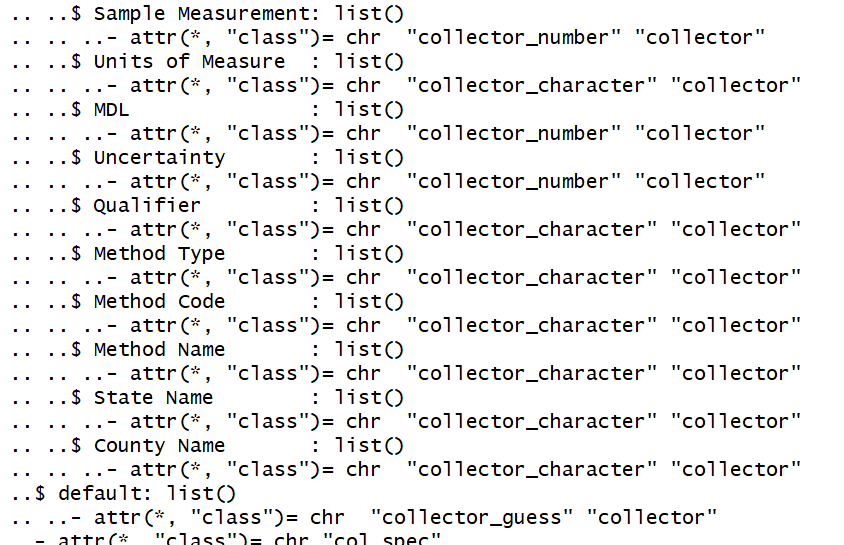 .. ..$ Sample Measurement: list()
.. .. ..- attr(*, "class")= chr  "collector_number" "collector"
.. ..$ Units of Measure  : list()
.. .. ..- attr(*, "class")= chr  "collector_character" "collector"
.. ..$ MDL               : list()
.. .. ..- attr(*, "class")= chr  "collector_number" "collector"
.. ..$ Uncertainty       : list()
.. .. ..- attr(*, "class")= chr  "collector_number" "collector"
.. ..$ Qualifier         : list()
.. .. ..- attr(*, "class")= chr  "collector_character" "collector"
.. ..$ Method Type       : list()
.. .. ..- attr(*, "class")= chr  "collector_character" "collector"
.. ..$ Method Code       : list()
.. .. ..- attr(*, "class")= chr  "collector_character" "collector"
.. ..$ Method Name       : list()
.. .. ..- attr(*, "class")= chr  "collector_character" "collector"
.. ..$ State Name        : list()
.. .. ..- attr(*, "class")= chr  "collector_character" "collector"
.. ..$ County Name       : list()
.. .. ..- attr(*, "class")= chr  "collector_character" "collector"
..$ default: list()
.. ..- attr(*, "class")= chr  "collector_guess" "collector"
- attr(*, "class")= chr "col_spec"